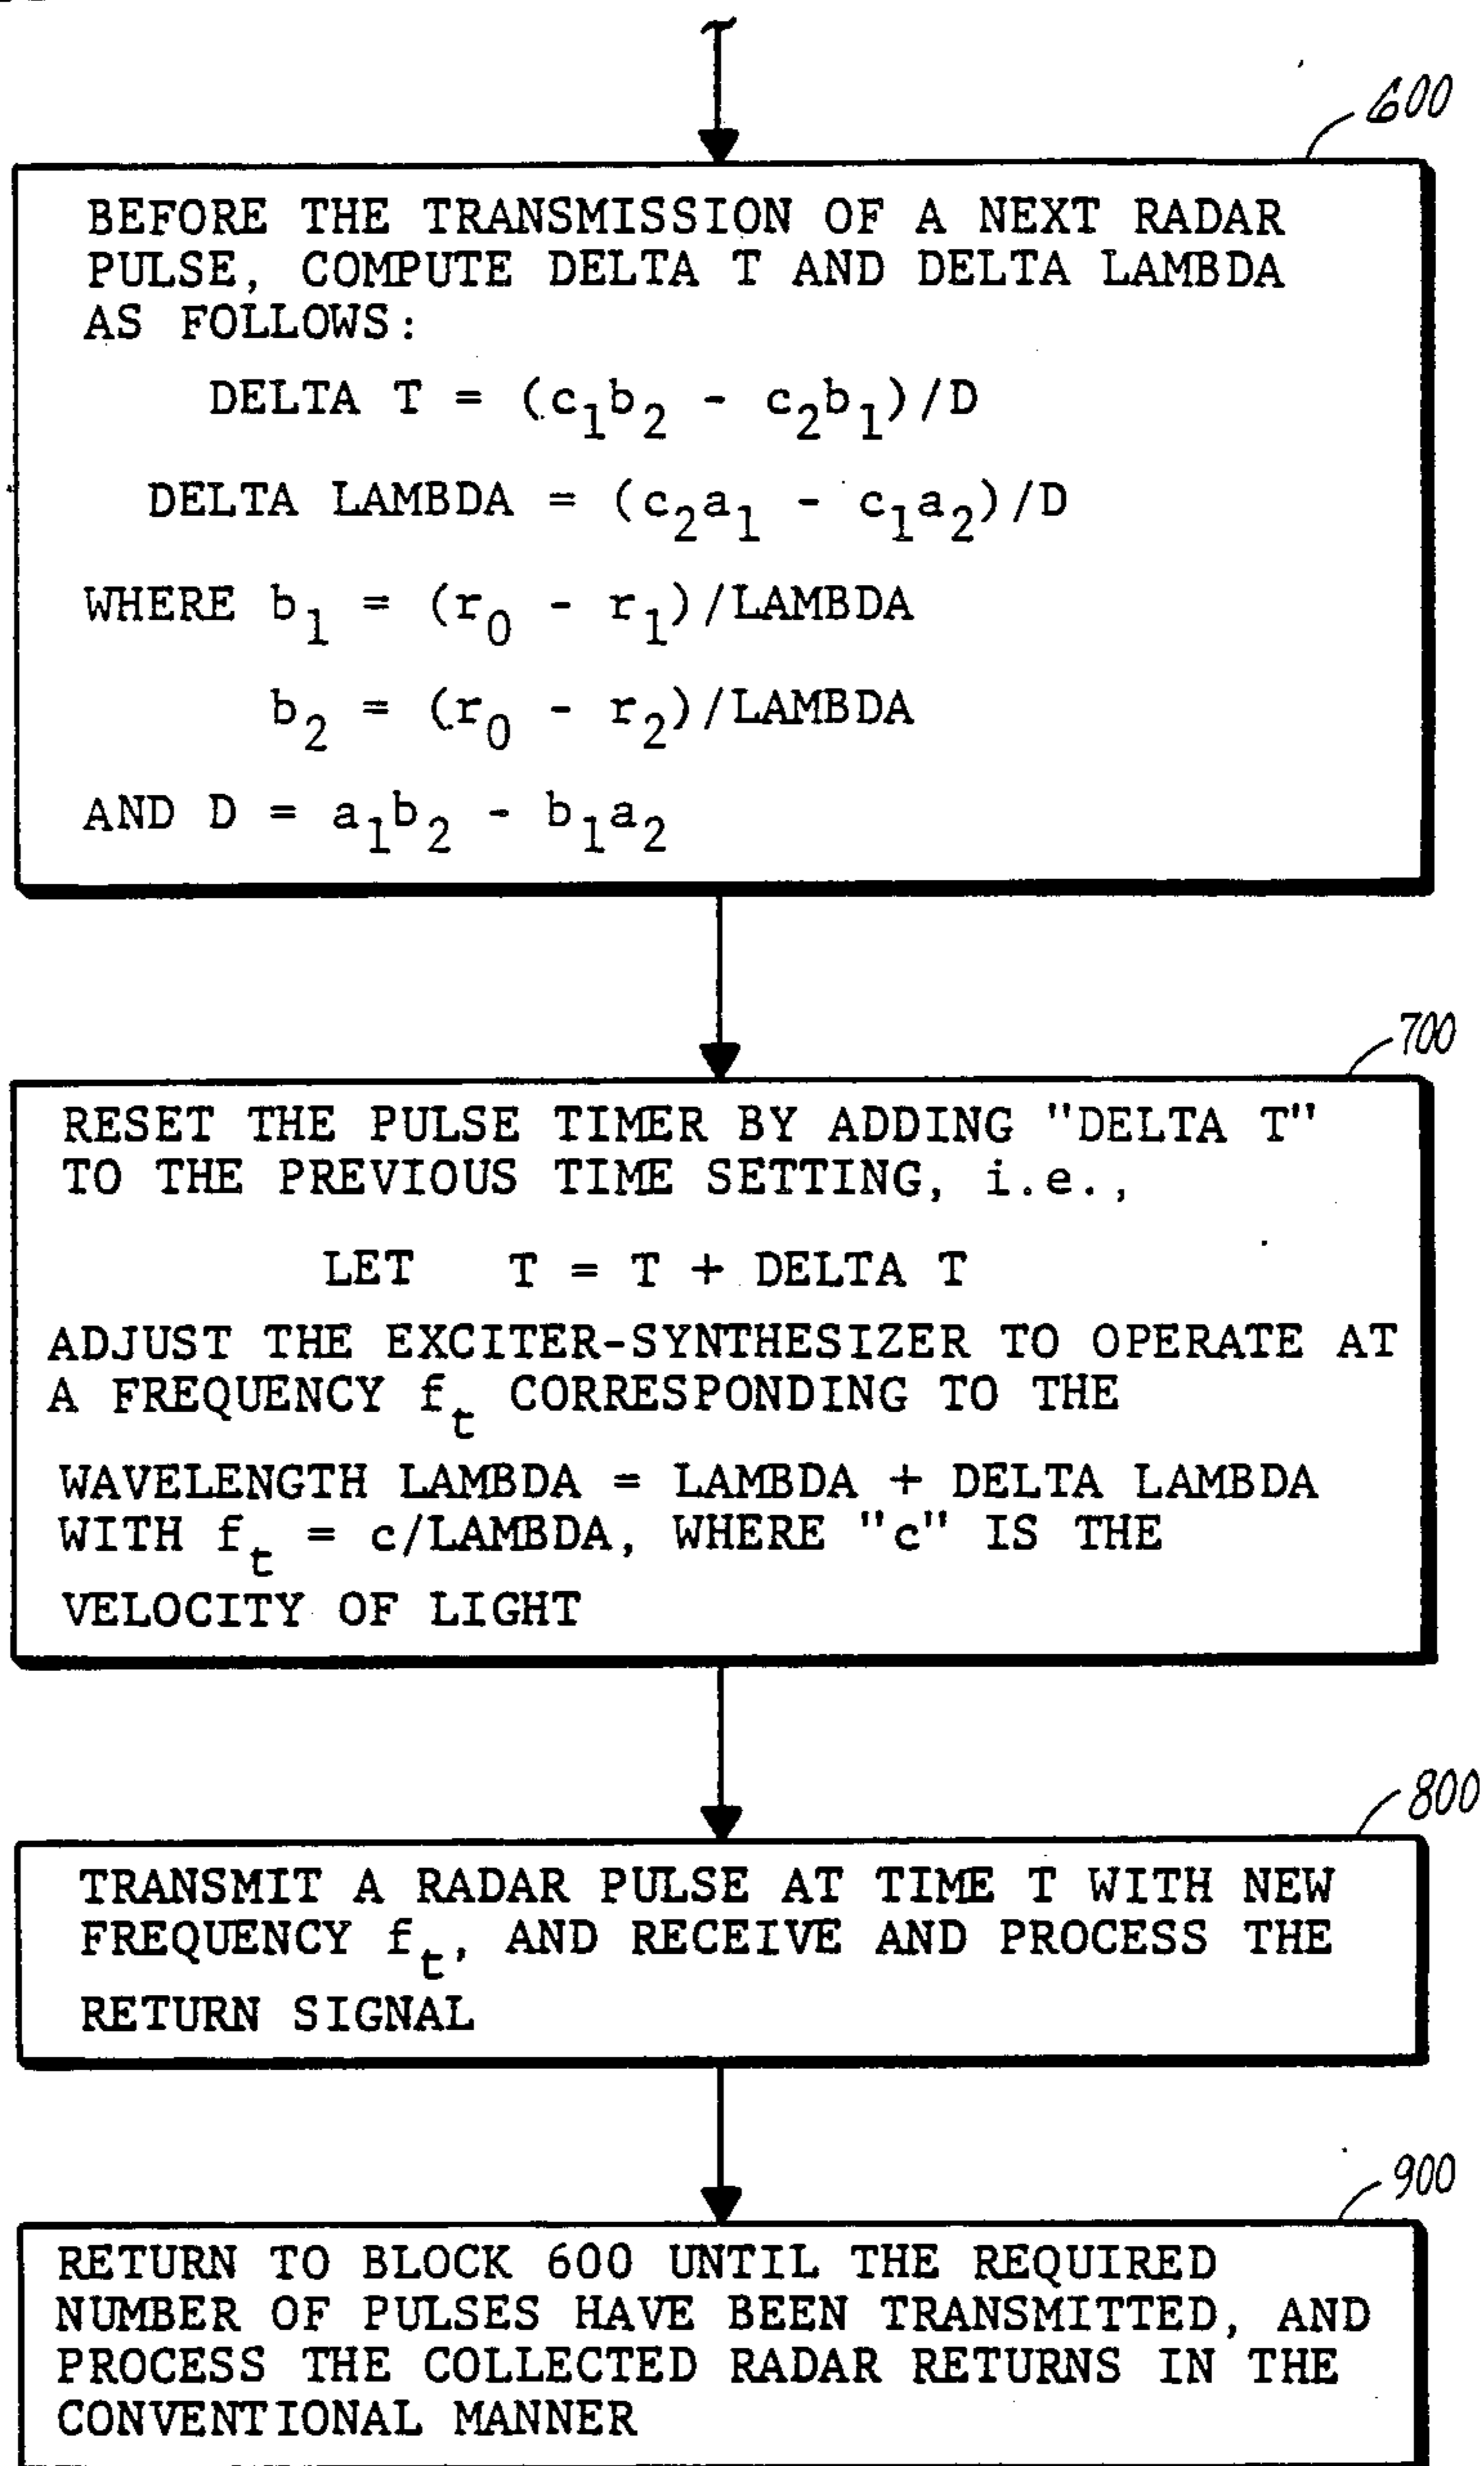 600
BEFORE THE TRANSMISSION OF A NEXT RADAR
PULSE, COMPUTE DELTA T AND DELTA LAMBDA
AS FOLLOWS:
DELTA T = (c₁b₂ - c₂b₁)/D
DELTA LAMBDA = (c₂a₁ - c₁a₂)/D
WHERE b₁ = (r₀ - r₁)/LAMBDA
b₂ = (r₀ - r₂)/LAMBDA
AND D = a₁b₂ - b₁a₂
700
RESET THE PULSE TIMER BY ADDING "DELTA T"
TO THE PREVIOUS TIME SETTING, i.e.,
LET T = T + DELTA T
ADJUST THE EXCITER-SYNTHESIZER TO OPERATE AT
A FREQUENCY fₜ CORRESPONDING TO THE
WAVELENGTH LAMBDA = LAMBDA + DELTA LAMBDA
WITH fₜ = c/LAMBDA, WHERE "c" IS THE
VELOCITY OF LIGHT
800
TRANSMIT A RADAR PULSE AT TIME T WITH NEW
FREQUENCY fₜ, AND RECEIVE AND PROCESS THE
RETURN SIGNAL
900
RETURN TO BLOCK 600 UNTIL THE REQUIRED
NUMBER OF PULSES HAVE BEEN TRANSMITTED, AND
PROCESS THE COLLECTED RADAR RETURNS IN THE
CONVENTIONAL MANNER